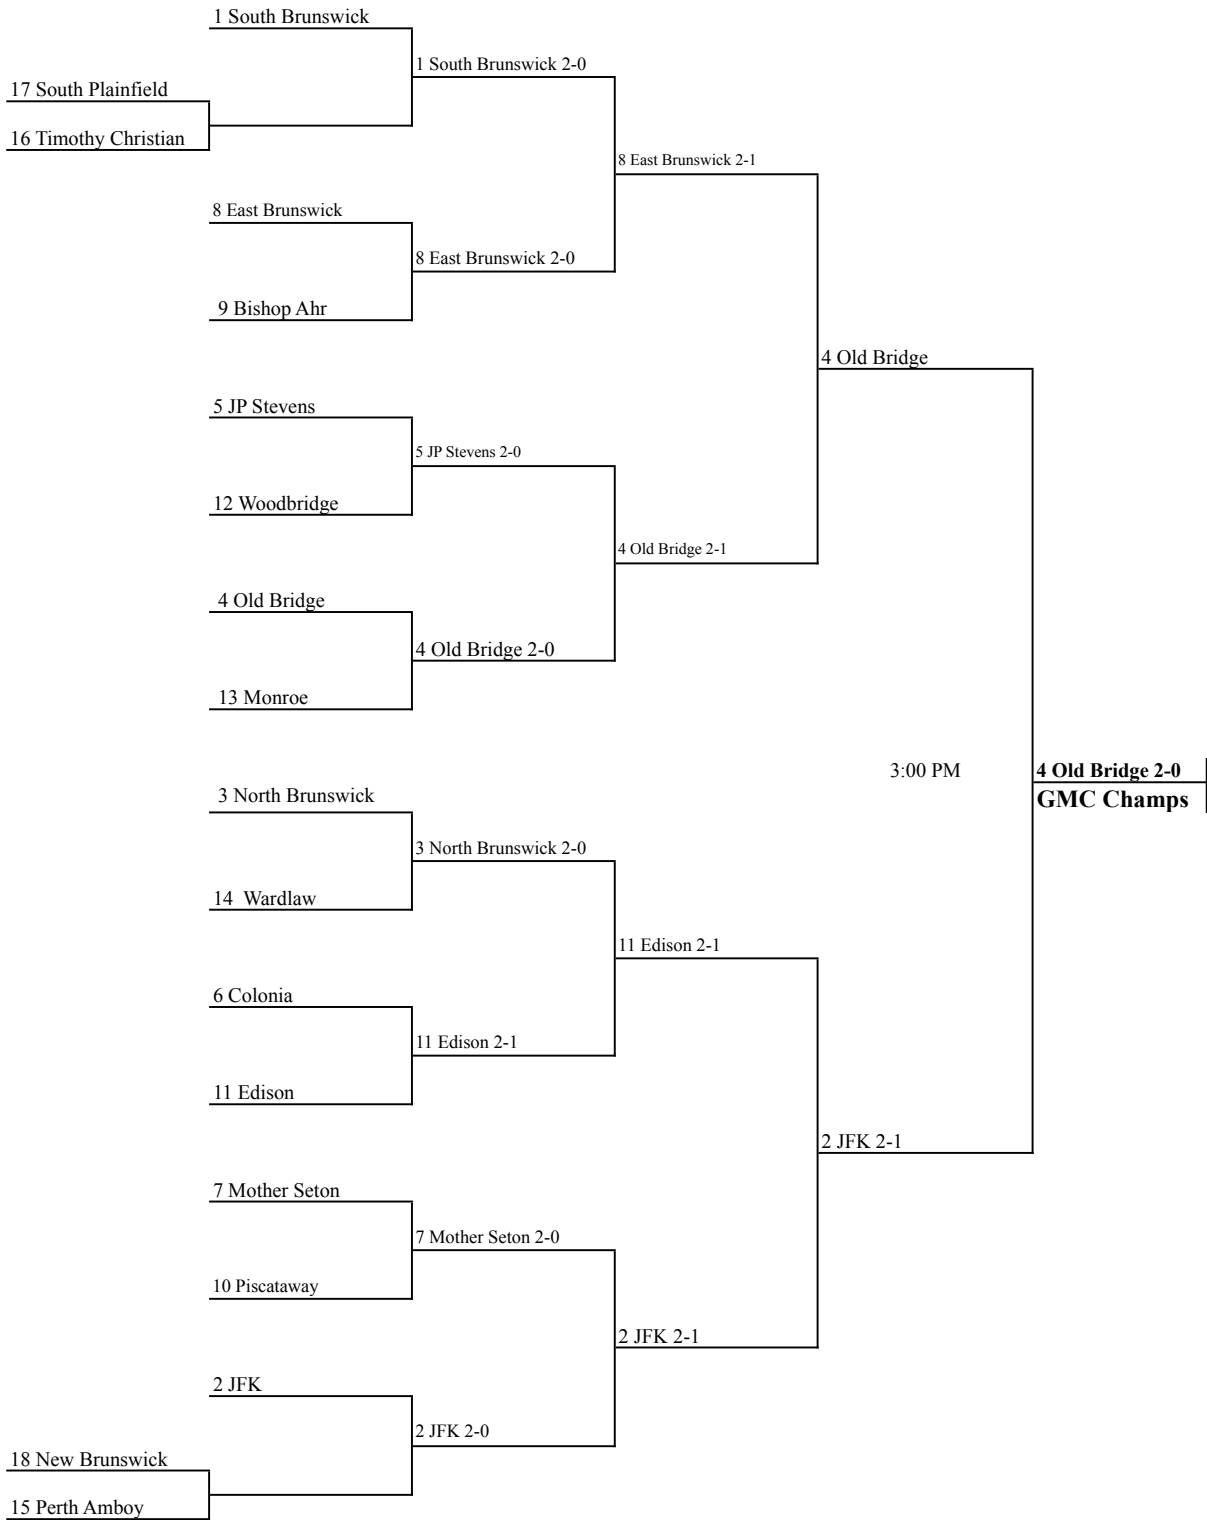 1 South Brunswick
1 South Brunswick 2-0
17 South Plainfield
16 Timothy Christian
8 East Brunswick 2-1
8 East Brunswick
8 East Brunswick 2-0
9 Bishop Ahr
4 Old Bridge
5 JP Stevens
5 JP Stevens 2-0
12 Woodbridge
4 Old Bridge 2-1
4 Old Bridge
4 Old Bridge 2-0
13 Monroe
3:00 PM
4 Old Bridge 2-0
GMC Champs
3 North Brunswick
3 North Brunswick 2-0
14  Wardlaw
11 Edison 2-1
6 Colonia
11 Edison 2-1
11 Edison
2 JFK 2-1
7 Mother Seton
7 Mother Seton 2-0
10 Piscataway
2 JFK 2-1
2 JFK
2 JFK 2-0
18 New Brunswick
15 Perth Amboy